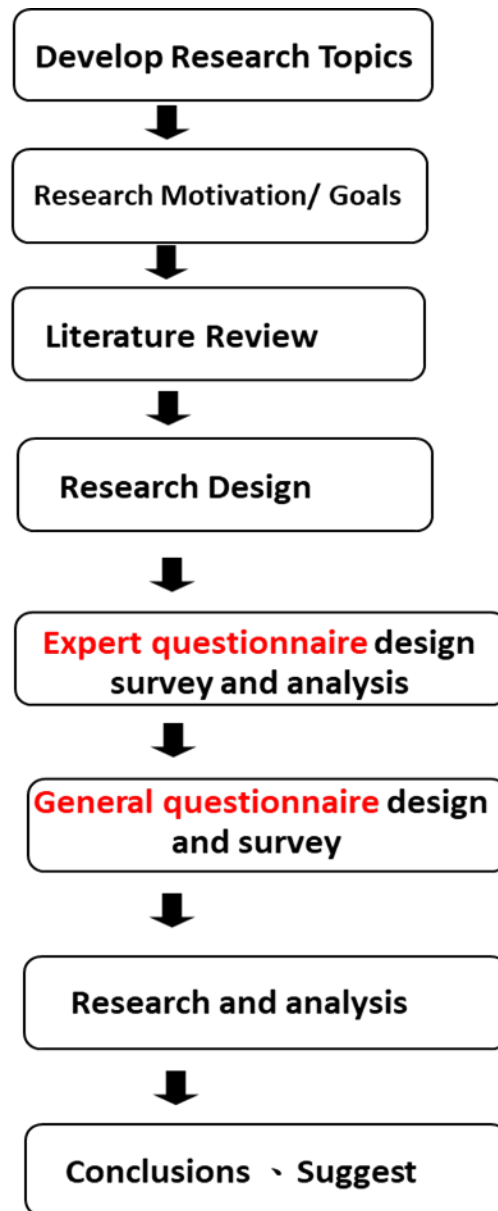 Develop Research Topics
Research Motivation/ Goals
Literature Review
Research Design
Expert questionnaire design
survey and analysis
General questionnaire design
and survey
Research and analysis
Conclusions 、 Suggest